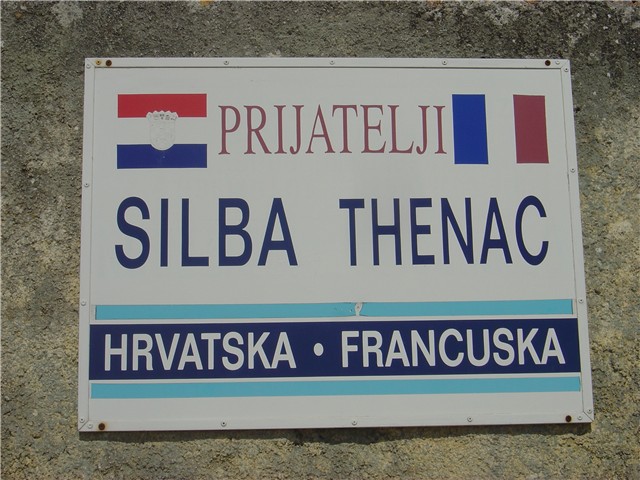 PRIJATELJI
SILBA THENAC
HRVATSKA • FRANCUSKA